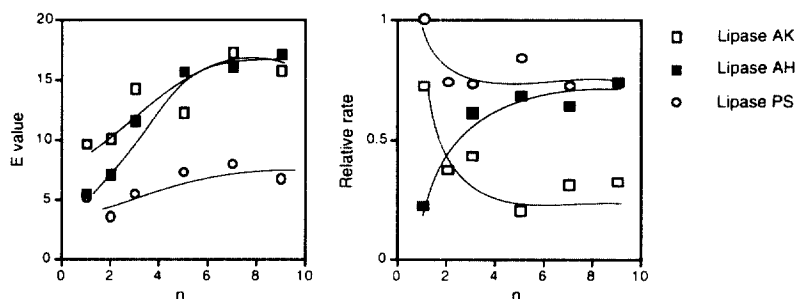 20
15
10
5
0
0 2 4 6 8 10
E value
n
1
0.5
0
0 2 4 6 8 10
Relative rate
n
Lipase AK
Lipase AH
Lipase PS